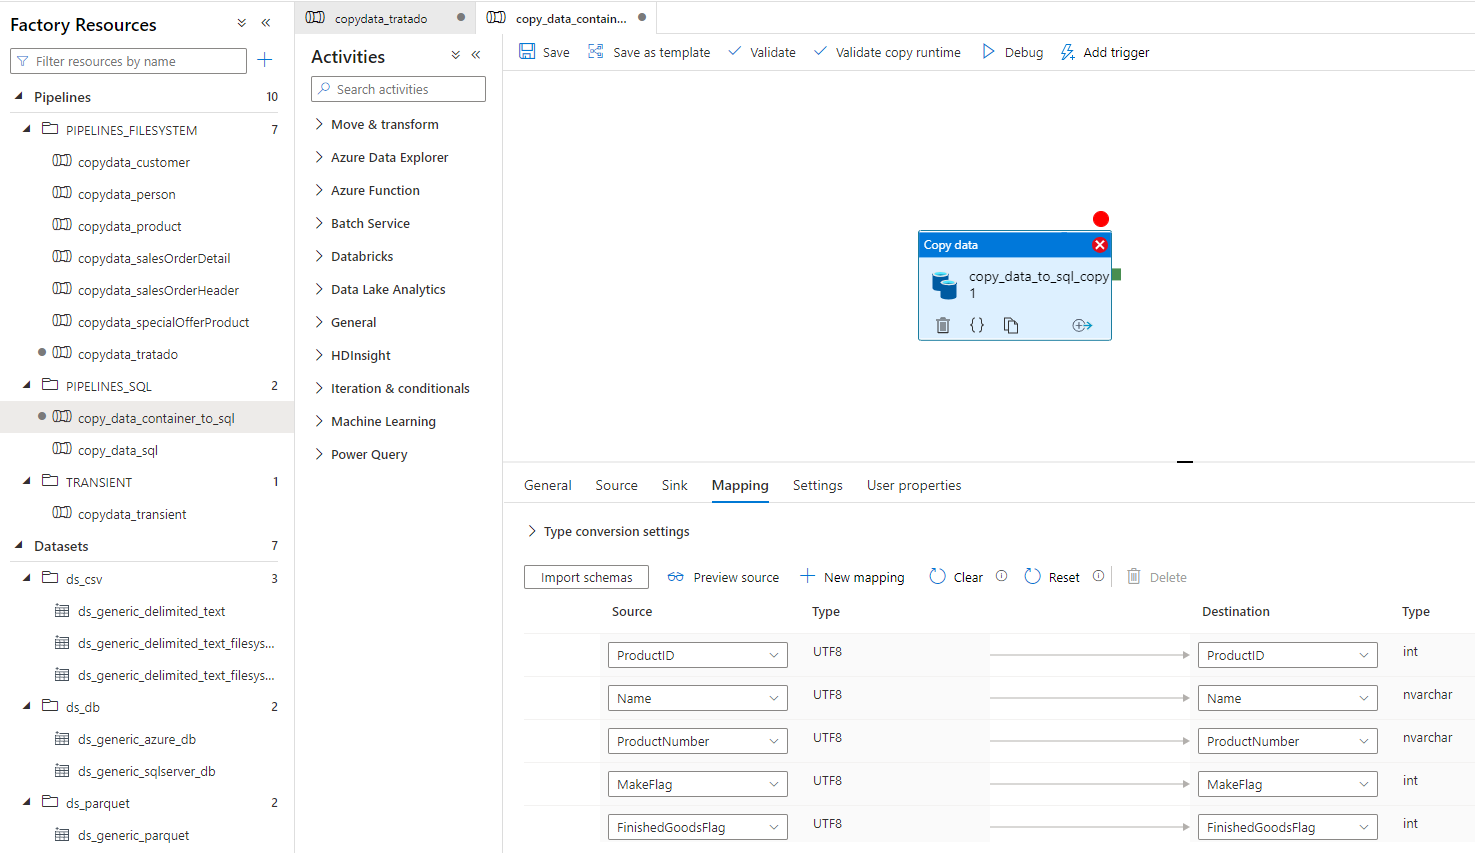 Factory Resources
Filter resources by name
Pipelines 10
PIPELINES_FILESYSTEM 7
copydata_customer
copydata_person
copydata_product
copydata_salesOrderDetail
copydata_salesOrderHeader
copydata_specialOfferProduct
copydata_tratado
PIPELINES_SQL 2
copy_data_container_to_sql
copy_data_sql
TRANSIENT 1
copydata_transient
Datasets 7
ds_csv 3
ds_generic_delimited_text
ds_generic_delimited_text_filesys...
ds_generic_delimited_text_filesys...
ds_db 2
ds_generic_azure_db
ds_generic_sqlserver_db
ds_parquet 2
ds_generic_parquet
copydata_tratado
copy_data_contain...
Activities
Search activities
Move & transform
Azure Data Explorer
Azure Function
Batch Service
Databricks
Data Lake Analytics
General
HDInsight
Iteration & conditionals
Machine Learning
Power Query
Save Save as template Validate Validate copy runtime Debug Add trigger
Copy data
copy_data_to_sql_copy
1
General Source Sink Mapping Settings User properties
Type conversion settings
Import schemas Preview source New mapping Clear Reset Delete
Source Type Destination Type
ProductID UTF8 ProductID int
Name UTF8 Name nvarchar
ProductNumber UTF8 ProductNumber nvarchar
MakeFlag UTF8 MakeFlag int
FinishedGoodsFlag UTF8 FinishedGoodsFlag int